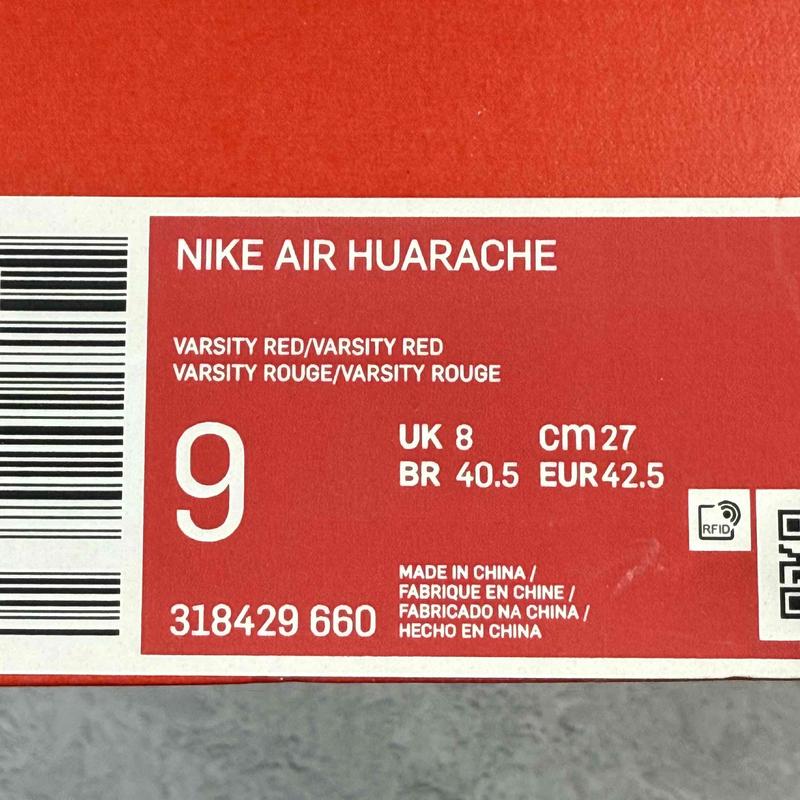 NIKE AIR HUARACHE
VARSITY RED/VARSITY RED
VARSITY ROUGE/VARSITY ROUGE
9
UK 8 cm 27
BR 40.5 EUR 42.5
RFID
318429 660
MADE IN CHINA /
FABRIQUE EN CHINE /
FABRICADO NA CHINA /
HECHO EN CHINA